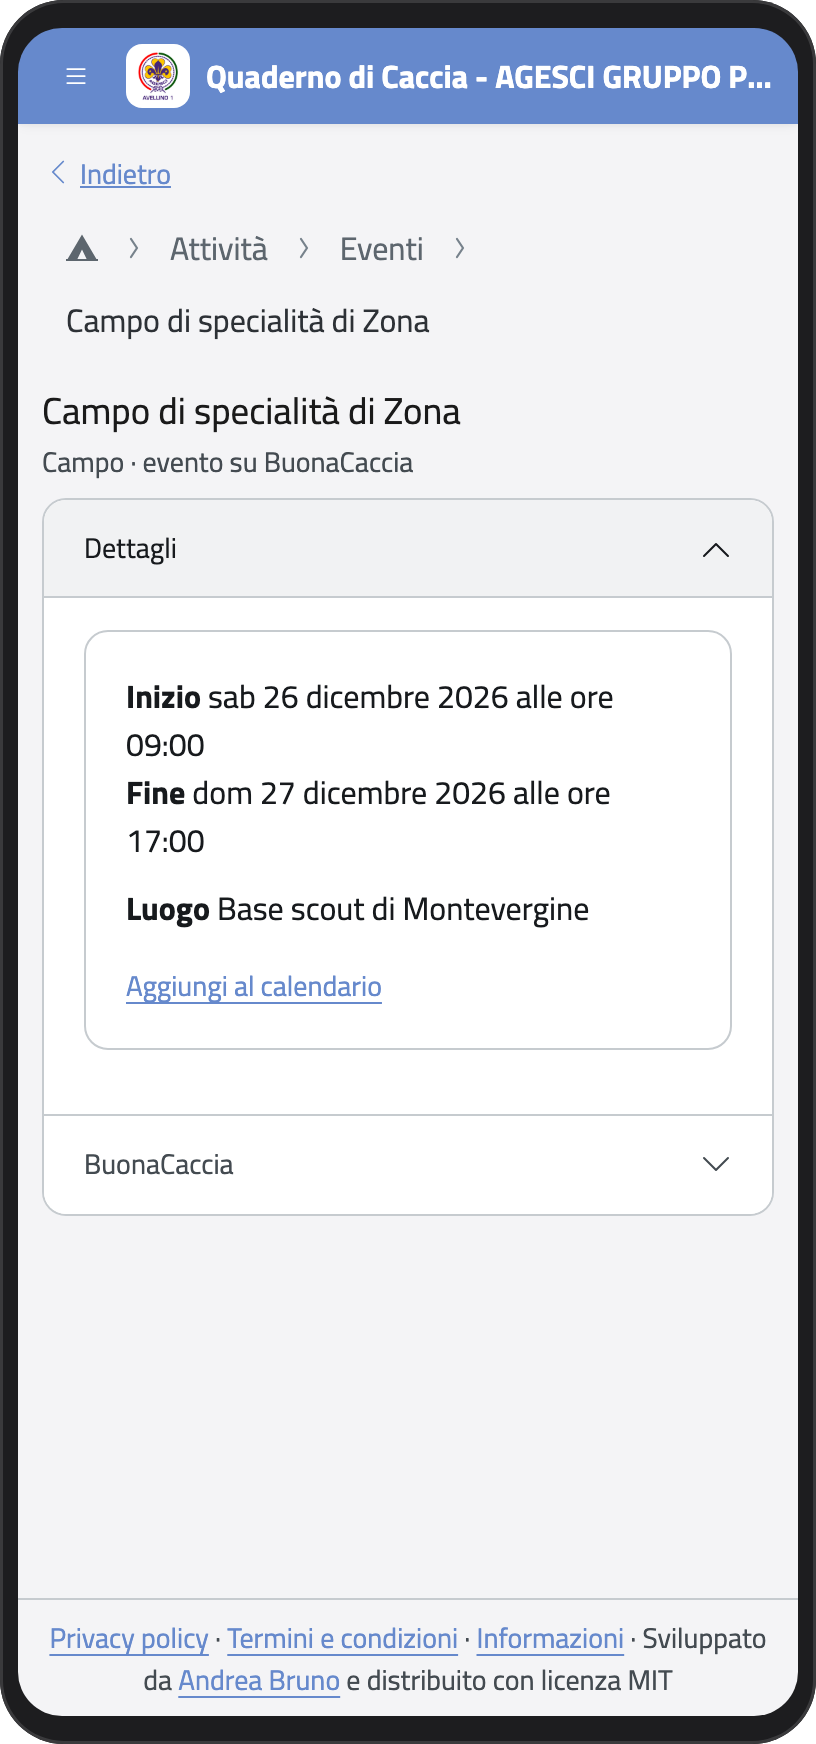 AVELLINO 1
Quaderno di Caccia - AGESCI GRUPPO P...
Indietro
Attività
Eventi
Campo di specialità di Zona
Campo di specialità di Zona
Campo · evento su BuonaCaccia
Dettagli
Inizio sab 26 dicembre 2026 alle ore
09:00
Fine dom 27 dicembre 2026 alle ore
17:00
Luogo Base scout di Montevergine
Aggiungi al calendario
BuonaCaccia
Privacy policy · Termini e condizioni · Informazioni · Sviluppato
da Andrea Bruno e distribuito con licenza MIT